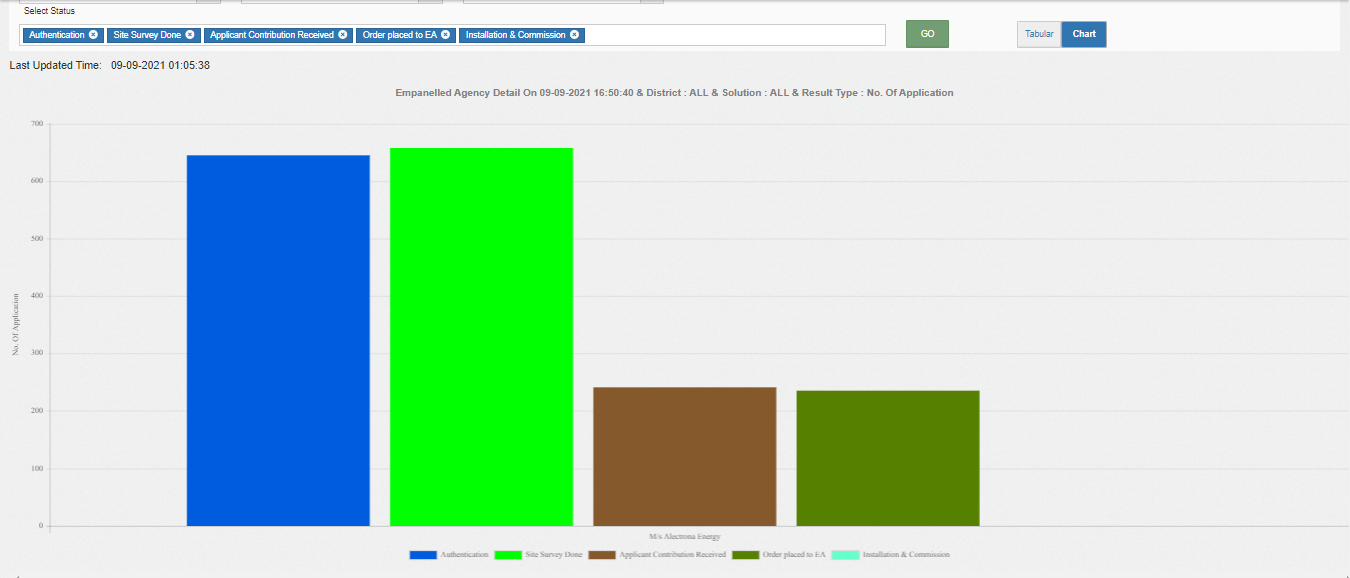 Select Status
Authentication Site Survey Done Applicant Contribution Received Order placed to EA Installation & Commission GO Tabular Chart
Last Updated Time: 09-09-2021 01:05:38
Empanelled Agency Detail On 09-09-2021 16:50:40 & District : ALL & Solution : ALL & Result Type : No. Of Application
700
600
500
400
300
200
100
0
No. Of Application
M/s Alectrona Energy
Authentication Site Survey Done Applicant Contribution Received Order placed to EA Installation & Commission